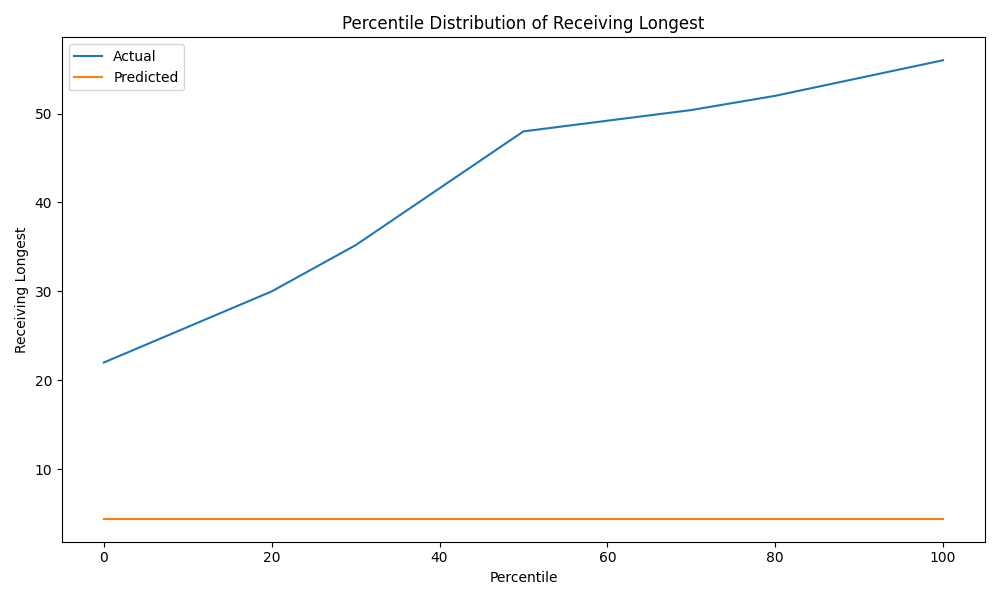 Percentile Distribution of Receiving Longest
Actual
Predicted
Receiving Longest
50
40
30
20
10
0
20
40
60
80
100
Percentile